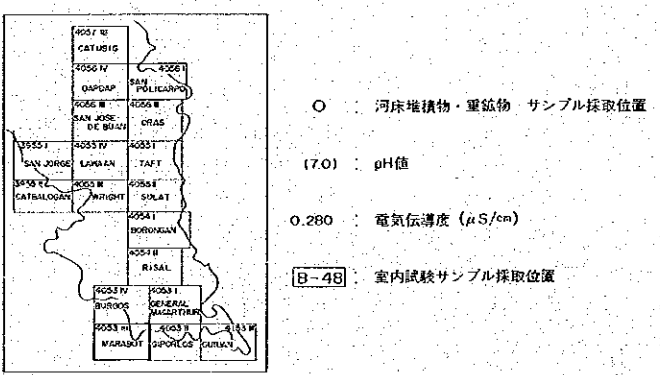 4057 III
CATUBIG
4056 IV
4056 I
DAPDAP
SAN
POLICARPO
4056 III
4056 II
SAN JOSE
DE BUAN
ORAS
3955 I
4055 IV
4055 I
SAN JORGE
LAWAAN
TAFT
3955 II
4055 III
4055 II
CATBALOGAN
WRIGHT
SULAT
4054 I
BORONGAN
4054 II
RISAL
4053 IV
4053 I
BURGOS
GENERAL
MACARTHUR
4053 III
4053 II
4153 III
MARABUT
GIPORLOS
GUIUAN
○ : 河床堆積物・重鉱物 サンプル採取位置
(7.0) : pH値
0.280 : 電気伝導度 (μS/cm)
B-48 : 室内試験サンプル採取位置